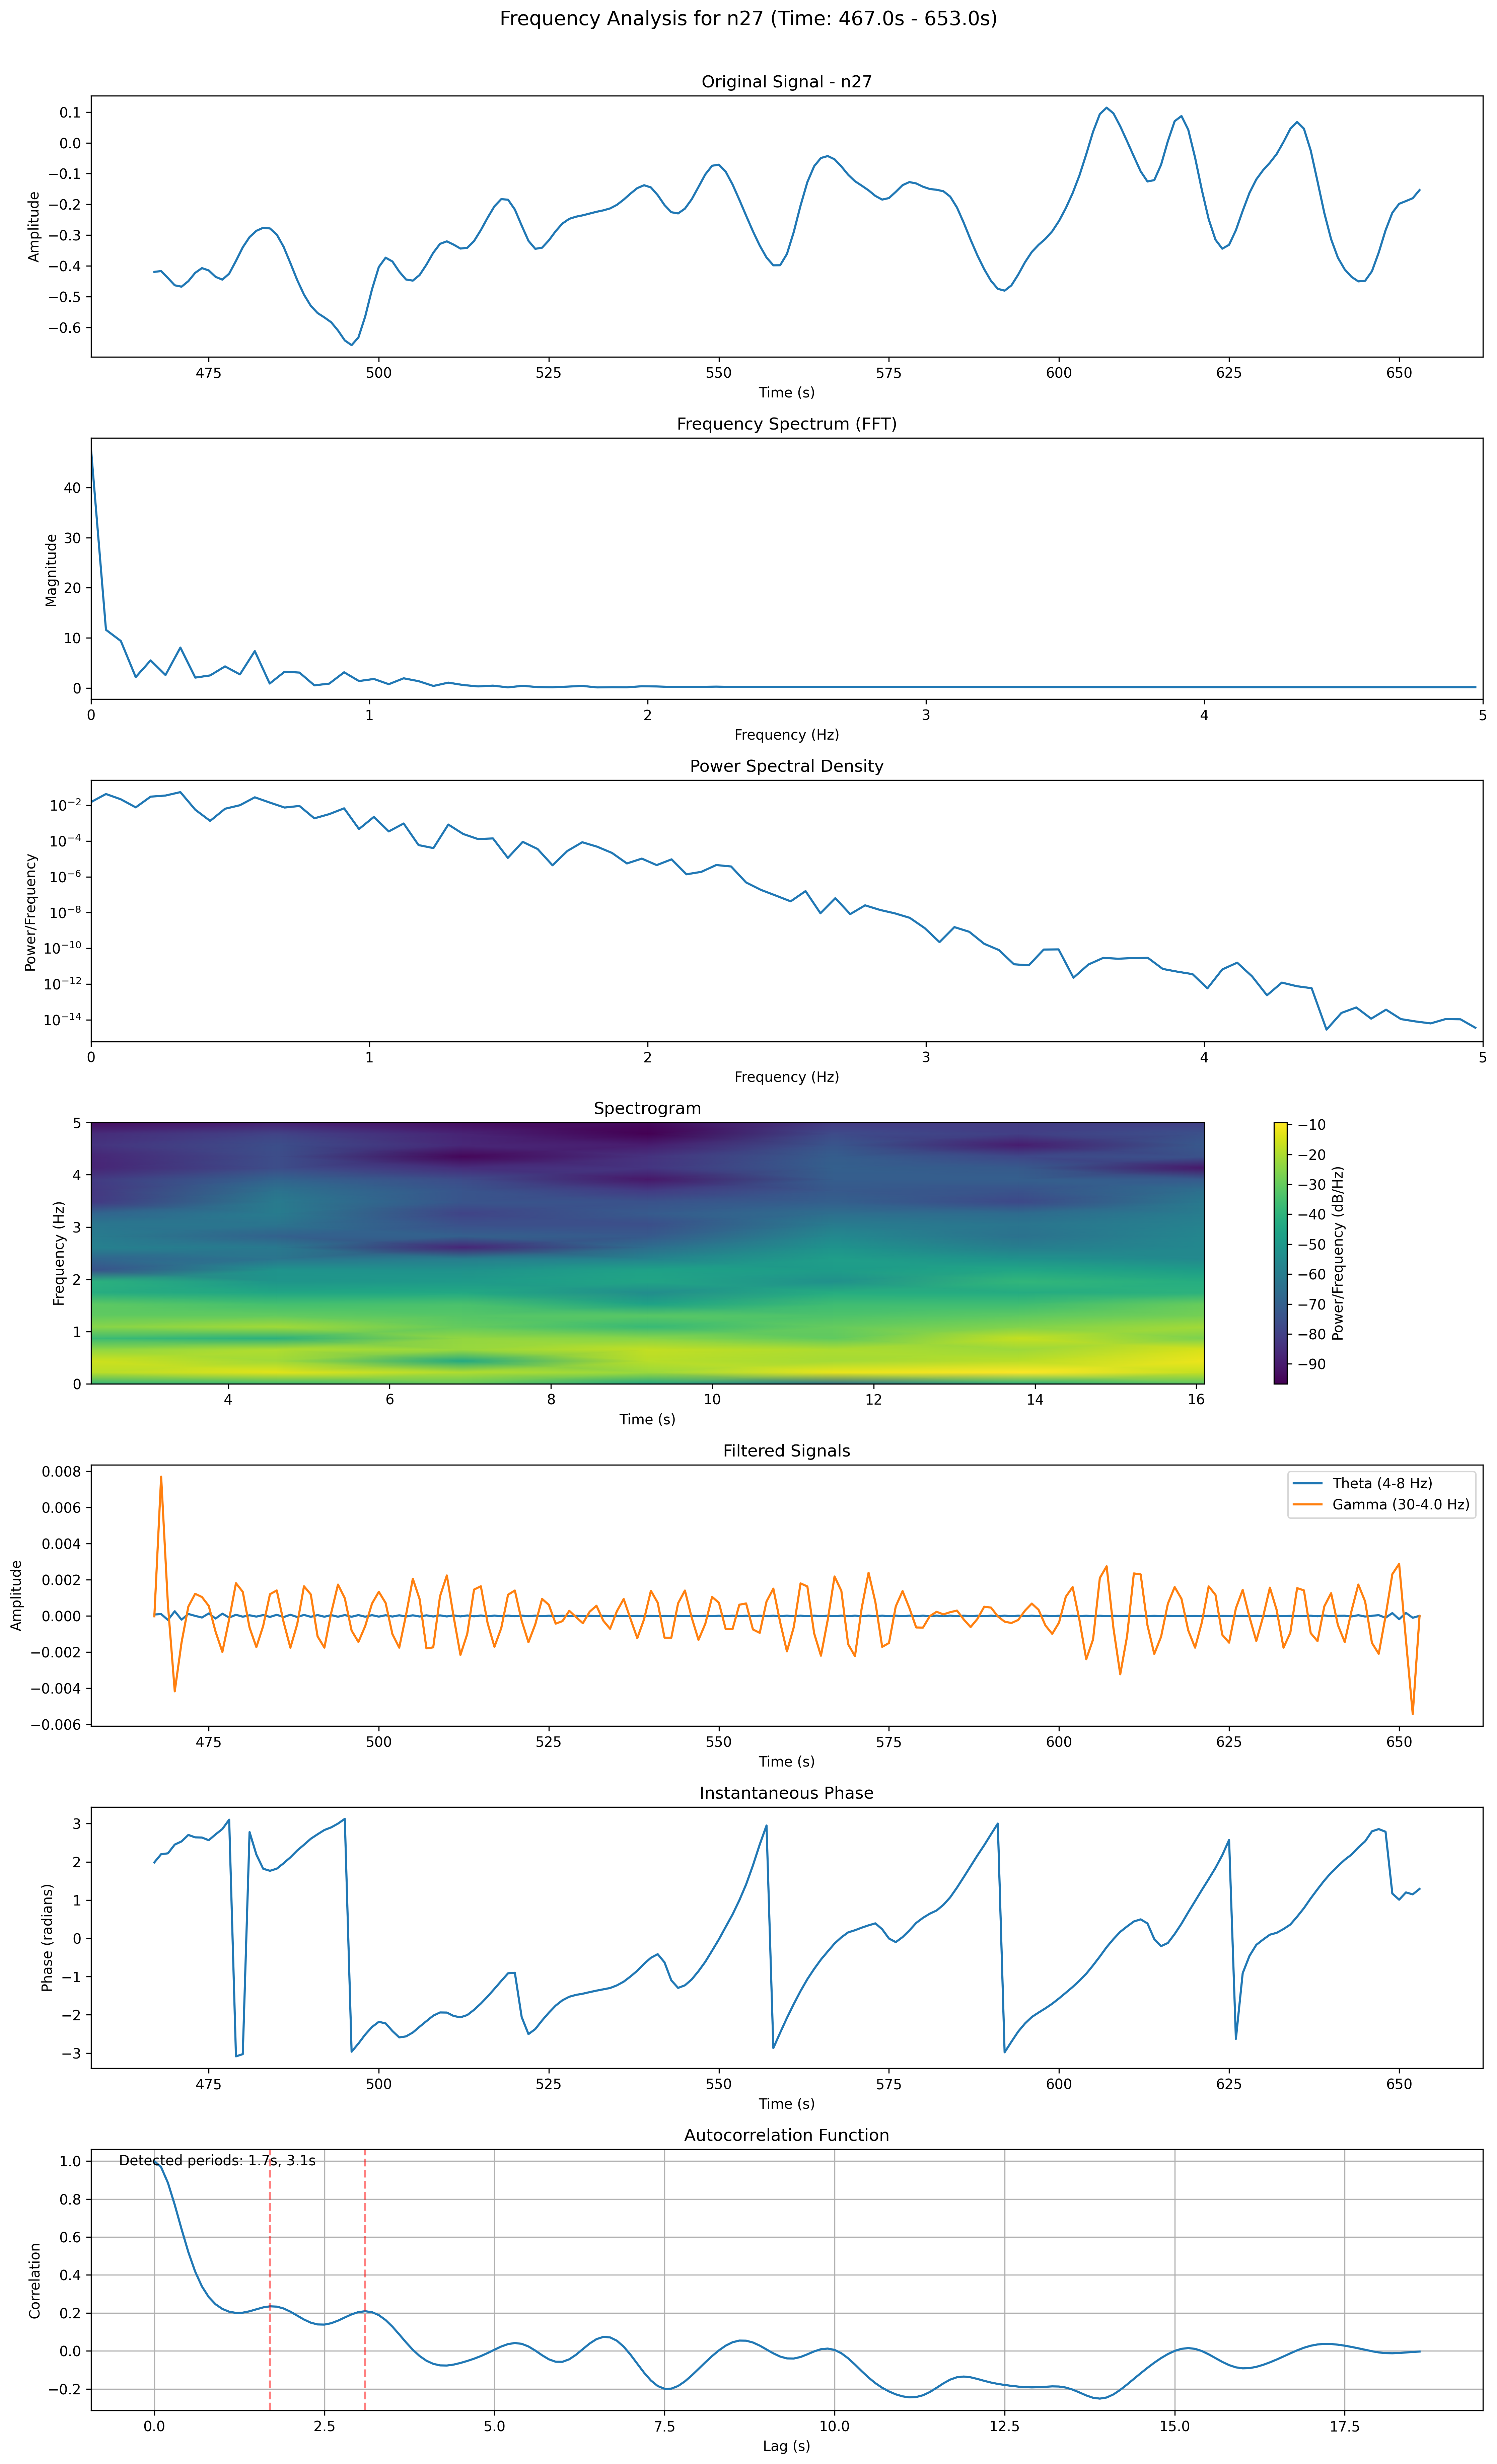 Frequency Analysis for n27 (Time: 467.0s - 653.0s)
Original Signal - n27
Amplitude
0.1
0.0
−0.1
−0.2
−0.3
−0.4
−0.5
−0.6
475 500 525 550 575 600 625 650
Time (s)
Frequency Spectrum (FFT)
Magnitude
40
30
20
10
0
0 1 2 3 4 5
Frequency (Hz)
Power Spectral Density
Power/Frequency
10⁻²
10⁻⁴
10⁻⁶
10⁻⁸
10⁻¹⁰
10⁻¹²
10⁻¹⁴
0 1 2 3 4 5
Frequency (Hz)
Spectrogram
Frequency (Hz)
5
4
3
2
1
0
4 6 8 10 12 14 16
Time (s)
−10
−20
−30
−40
−50
−60
−70
−80
−90
Power/Frequency (dB/Hz)
Filtered Signals
Theta (4-8 Hz)
Gamma (30-4.0 Hz)
Amplitude
0.008
0.006
0.004
0.002
0.000
−0.002
−0.004
−0.006
475 500 525 550 575 600 625 650
Time (s)
Instantaneous Phase
Phase (radians)
3
2
1
0
−1
−2
−3
475 500 525 550 575 600 625 650
Time (s)
Autocorrelation Function
Detected periods: 1.7s, 3.1s
Correlation
1.0
0.8
0.6
0.4
0.2
0.0
−0.2
0.0 2.5 5.0 7.5 10.0 12.5 15.0 17.5
Lag (s)